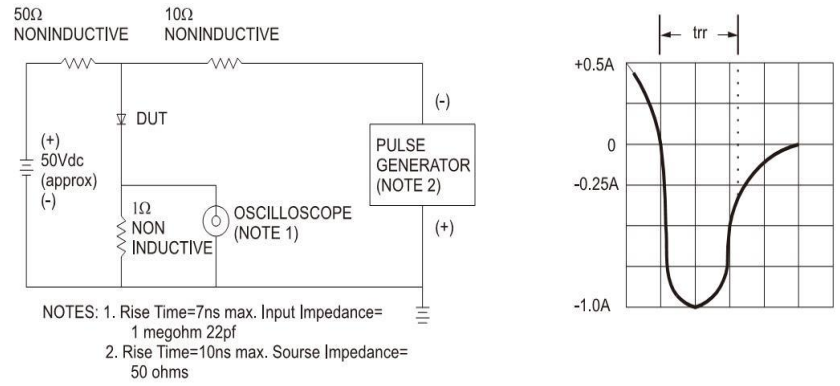 50Ω
NONINDUCTIVE
10Ω
NONINDUCTIVE
DUT
(+)
50Vdc
(approx)
(-)
1Ω
NON
INDUCTIVE
OSCILLOSCOPE
(NOTE 1)
(-)
PULSE
GENERATOR
(NOTE 2)
(+)
NOTES: 1. Rise Time=7ns max. Input Impedance=
1 megohm 22pf
2. Rise Time=10ns max. Sourse Impedance=
50 ohms
trr
+0.5A
0
-0.25A
-1.0A